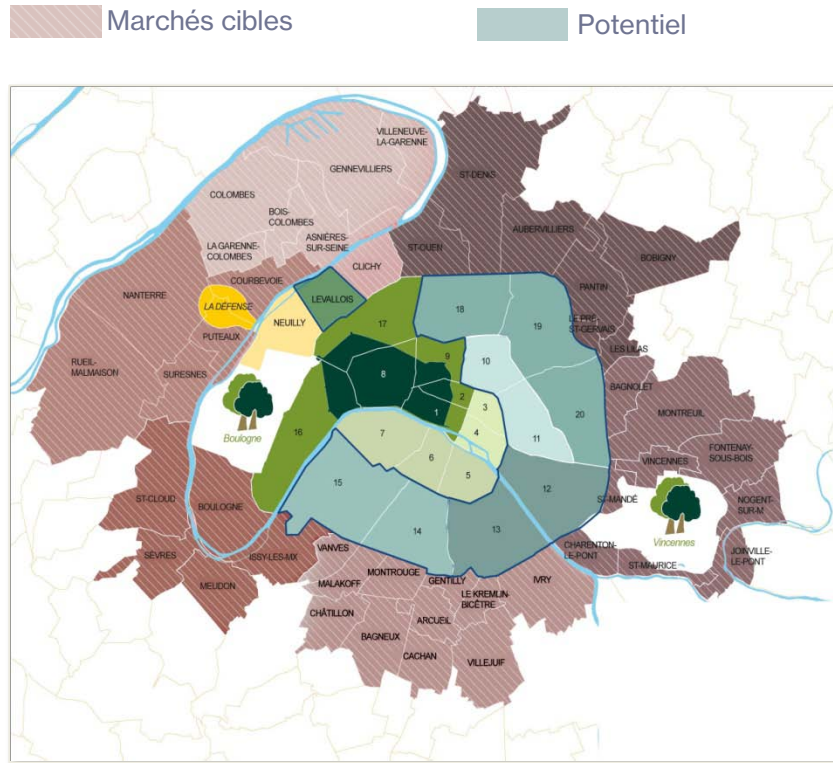 Marchés cibles
Potentiel
VILLENEUVE-
LA-GARENNE
GENNEVILLIERS
ST-DENIS
COLOMBES
BOIS-
COLOMBES
AUBERVILLIERS
ASNIÈRES-
SUR-SEINE
LA GARENNE-
COLOMBES
ST-OUEN
BOBIGNY
CLICHY
COURBEVOIE
PANTIN
NANTERRE
LEVALLOIS
LA DÉFENSE
18
17
19
LE PRÉ-
ST-GERVAIS
NEUILLY
PUTEAUX
LES LILAS
9
10
RUEIL-
MALMAISON
SURESNES
8
BAGNOLET
2
3
1
20
MONTREUIL
Boulogne
16
7
4
11
FONTENAY-
SOUS-BOIS
6
VINCENNES
5
15
12
ST-CLOUD
BOULOGNE
ST-MANDÉ
NOGENT-
SUR-M
14
13
Vincennes
SÈVRES
ISSY-LES-MX
VANVES
CHARENTON-
LE-PONT
JOINVILLE-
LE-PONT
MONTROUGE
GENTILLY
IVRY
ST-MAURICE
MEUDON
MALAKOFF
LE KREMLIN-
BICÊTRE
CHÂTILLON
ARCUEIL
BAGNEUX
CACHAN
VILLEJUIF